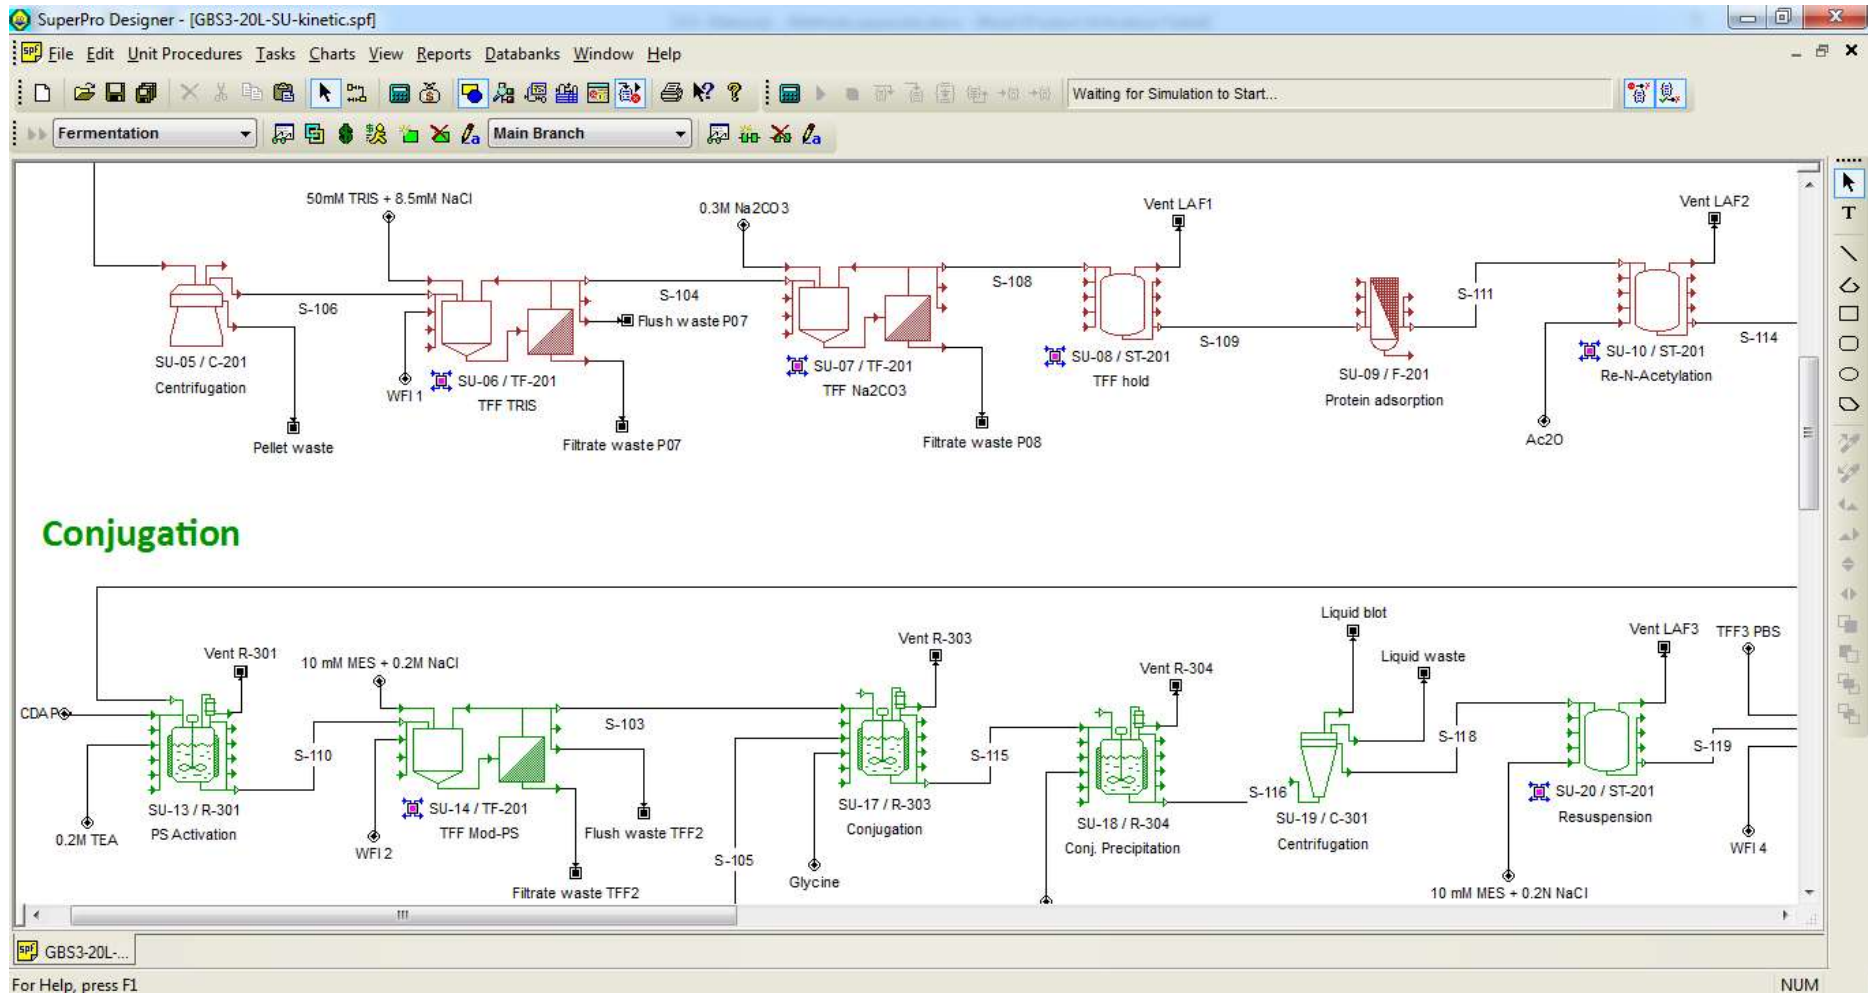 SuperPro Designer - [GBS3-20L-SU-kinetic.spf]
spf File Edit Unit Procedures Tasks Charts View Reports Databanks Window Help
Waiting for Simulation to Start...
Fermentation
Main Branch
T
50mM TRIS + 8.5mM NaCl
0.3M Na2CO3
Vent LAF1
Vent LAF2
S-106
S-104
Flush waste P07
S-108
S-109
S-111
S-114
SU-05 / C-201
Centrifugation
WFI 1
SU-06 / TF-201
TFF TRIS
SU-07 / TF-201
TFF Na2CO3
SU-08 / ST-201
TFF hold
SU-09 / F-201
Protein adsorption
SU-10 / ST-201
Re-N-Acetylation
Pellet waste
Filtrate waste P07
Filtrate waste P08
Ac2O
Conjugation
Vent R-301
10 mM MES + 0.2M NaCl
Vent R-303
Vent R-304
Liquid blot
Liquid waste
Vent LAF3
TFF3 PBS
CDAP
S-110
S-103
S-115
S-116
S-118
S-119
SU-13 / R-301
PS Activation
0.2M TEA
WFI 2
SU-14 / TF-201
TFF Mod-PS
Flush waste TFF2
Filtrate waste TFF2
S-105
SU-17 / R-303
Conjugation
Glycine
SU-18 / R-304
Conj. Precipitation
SU-19 / C-301
Centrifugation
SU-20 / ST-201
Resuspension
10 mM MES + 0.2N NaCl
WFI 4
spf GBS3-20L-...
For Help, press F1
NUM